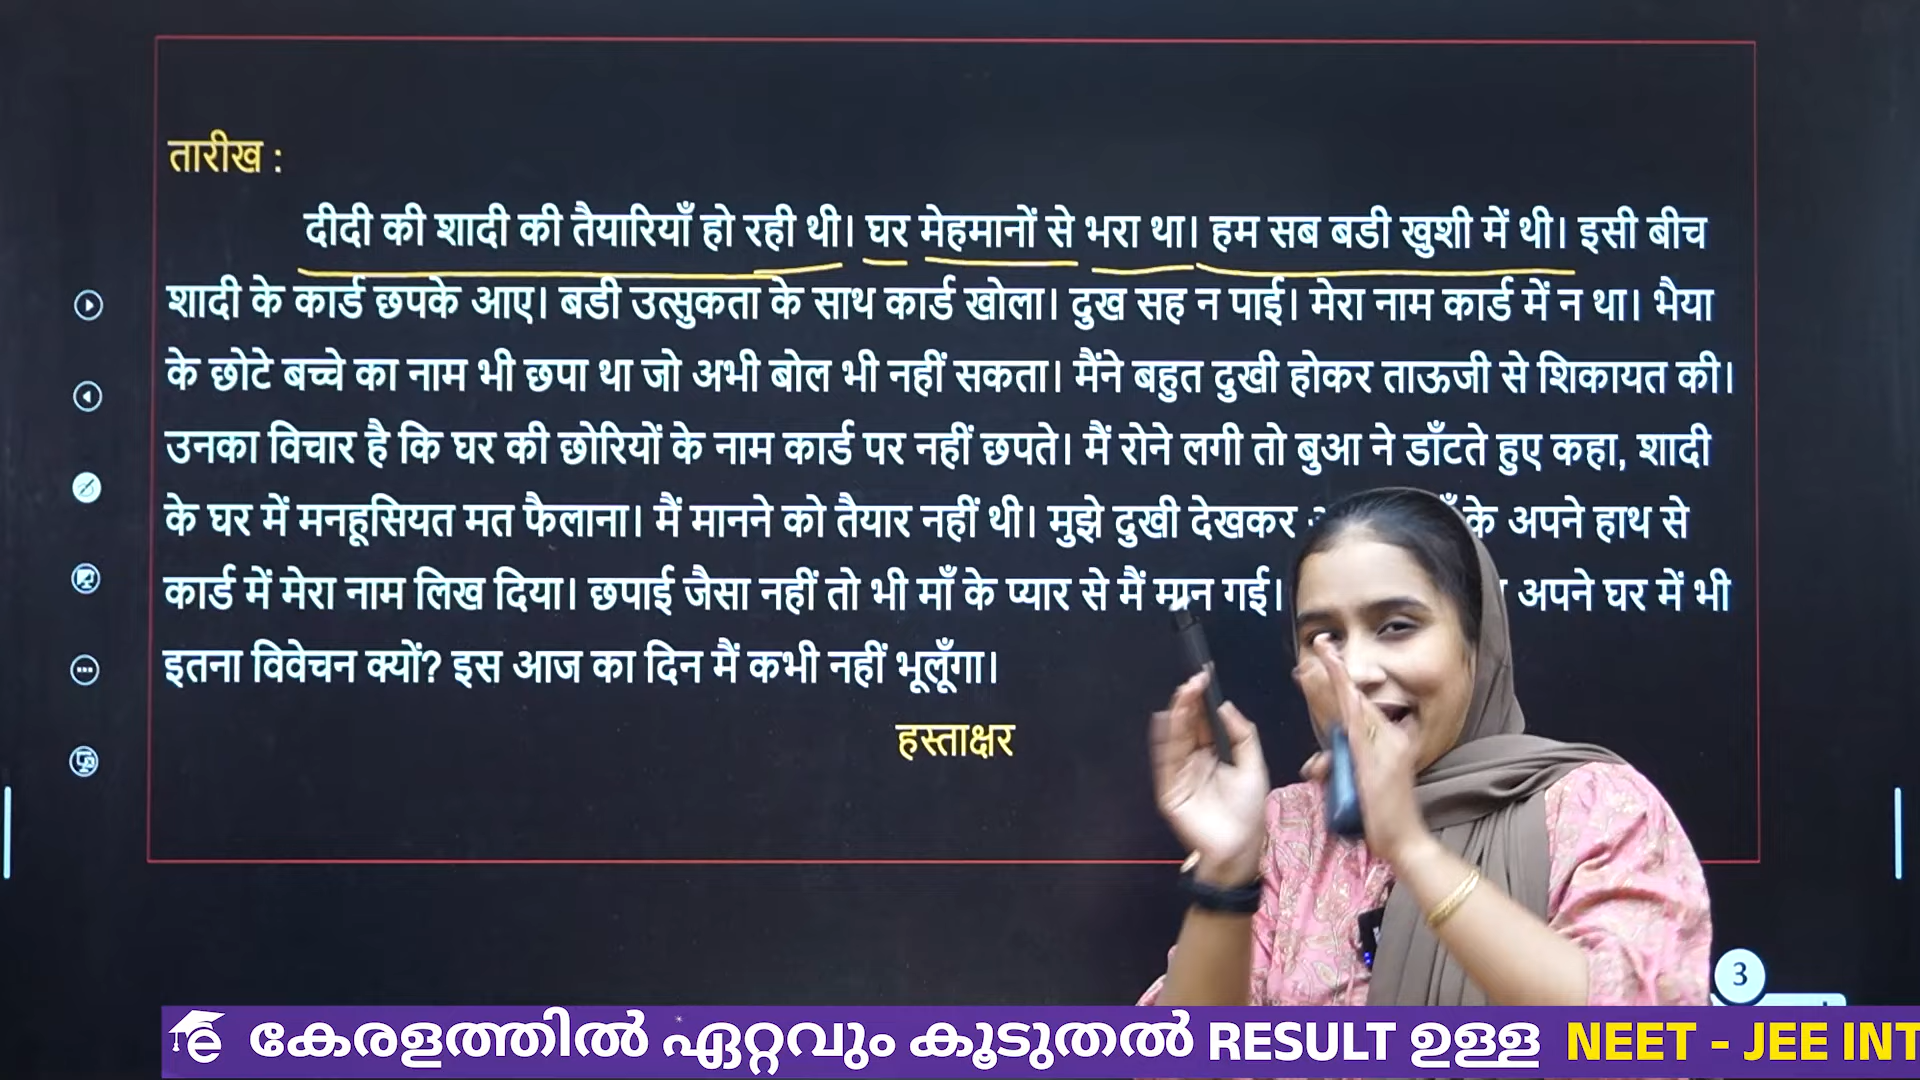 तारीख :
दीदी की शादी की तैयारियाँ हो रही थी। घर मेहमानों से भरा था। हम सब बडी खुशी में थी। इसी बीच
शादी के कार्ड छपके आए। बडी उत्सुकता के साथ कार्ड खोला। दुख सह न पाई। मेरा नाम कार्ड में न था। भैया
के छोटे बच्चे का नाम भी छपा था जो अभी बोल भी नहीं सकता। मैंने बहुत दुखी होकर ताऊजी से शिकायत की।
उनका विचार है कि घर की छोरियों के नाम कार्ड पर नहीं छपते। मैं रोने लगी तो बुआ ने डाँटते हुए कहा, शादी
के घर में मनहूसियत मत फैलाना। मैं मानने को तैयार नहीं थी। मुझे दुखी देखकर के अपने हाथ से
कार्ड में मेरा नाम लिख दिया। छपाई जैसा नहीं तो भी माँ के प्यार से मैं मान गई। अपने घर में भी
इतना विवेचन क्यों? इस आज का दिन मैं कभी नहीं भूलूँगा।
हस्ताक्षर
3
കേരളത്തിൽ ഏറ്റവും കൂടുതൽ RESULT ഉള്ള NEET - JEE INT